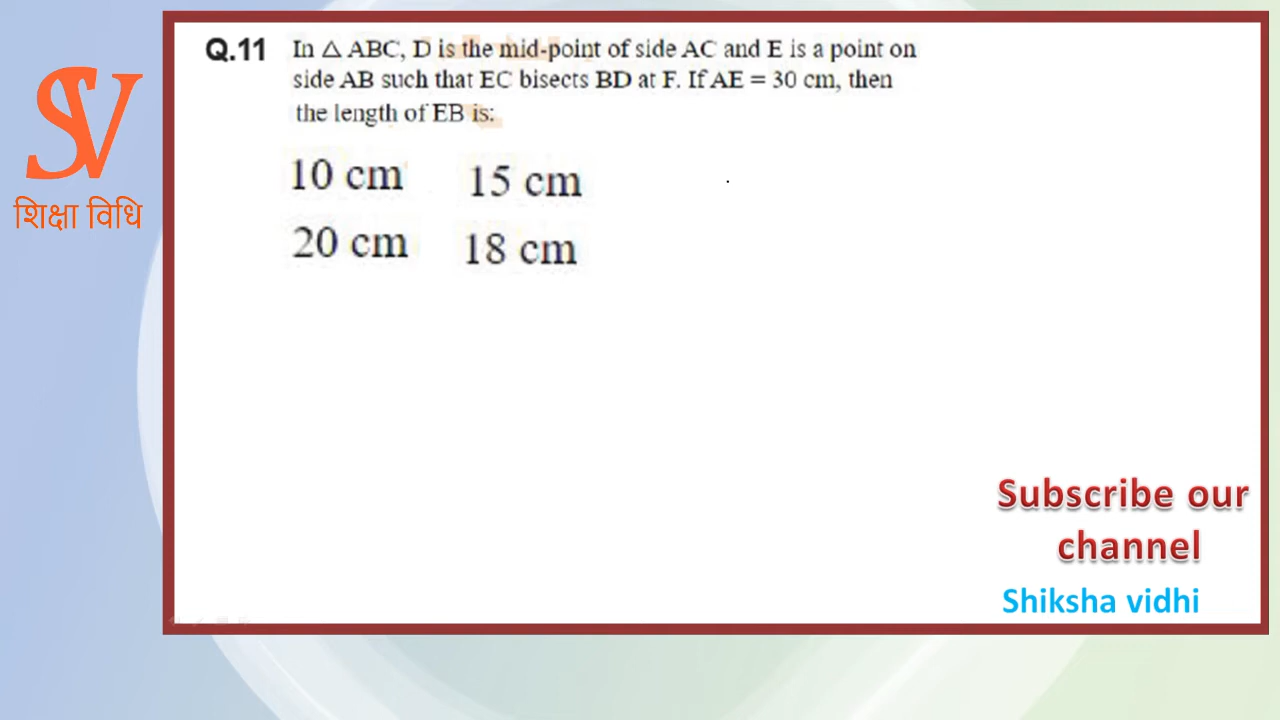 SV
शिक्षा विधि
Q.11 In △ ABC, D is the mid-point of side AC and E is a point on
side AB such that EC bisects BD at F. If AE = 30 cm, then
the length of EB is:
10 cm 15 cm
20 cm 18 cm
Subscribe our
channel
Shiksha vidhi